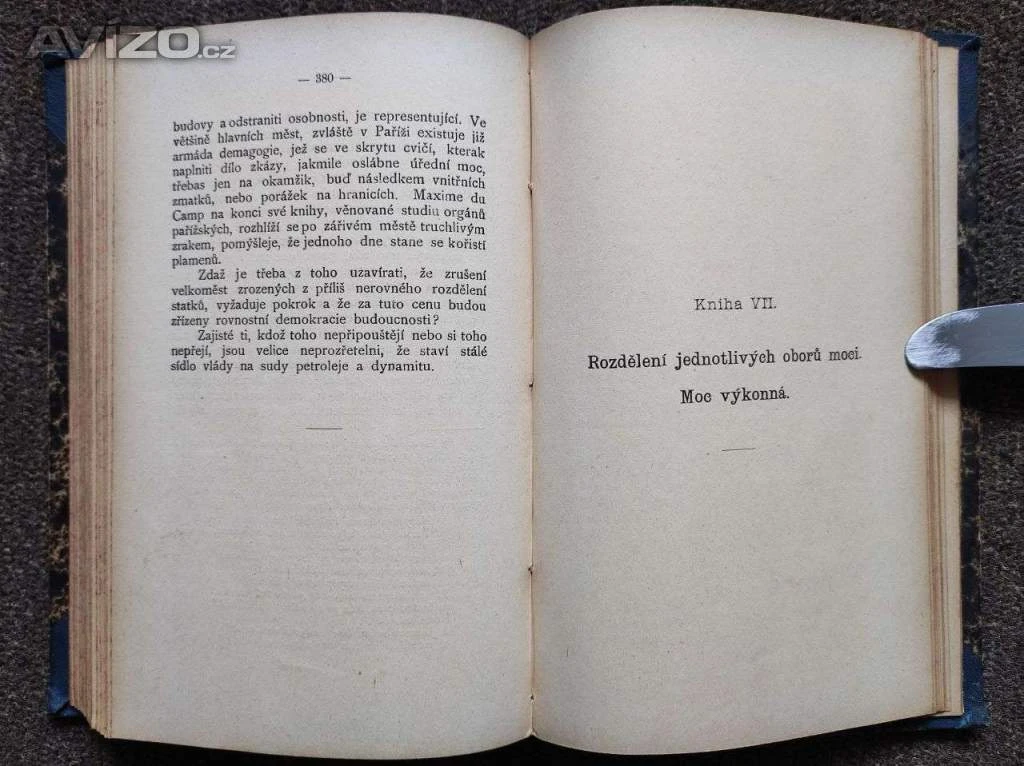 AVIZO.cz
— 380 —
budovy a odstraniti osobnosti, je representující. Ve
většině hlavních měst, zvláště v Paříži existuje již
armáda demagogie, jež se ve skrytu cvičí, kterak
naplniti dílo zkázy, jakmile oslábne úřední moc,
třebas jen na okamžik, buď následkem vnitřních
zmatků, nebo porážek na hranicích. Maxime du
Camp na konci své knihy, věnované studiu orgánů
pařížských, rozhlíží se po zářivém městě truchlivým
zrakem, pomýšleje, že jednoho dne stane se kořistí
plamenů.
Zdaž je třeba z toho uzavírati, že zrušení
velkoměst zrozených z příliš nerovného rozdělení
statků, vyžaduje pokrok a že za tuto cenu budou
zřízeny rovnostní demokracie budoucnosti?
Zajisté ti, kdož toho nepřipouštějí nebo si toho
nepřejí, jsou velice neprozřetelni, že staví stálé
sídlo vlády na sudy petroleje a dynamitu.
Kniha VII.
Rozdělení jednotlivých oborů moci.
Moc výkonná.